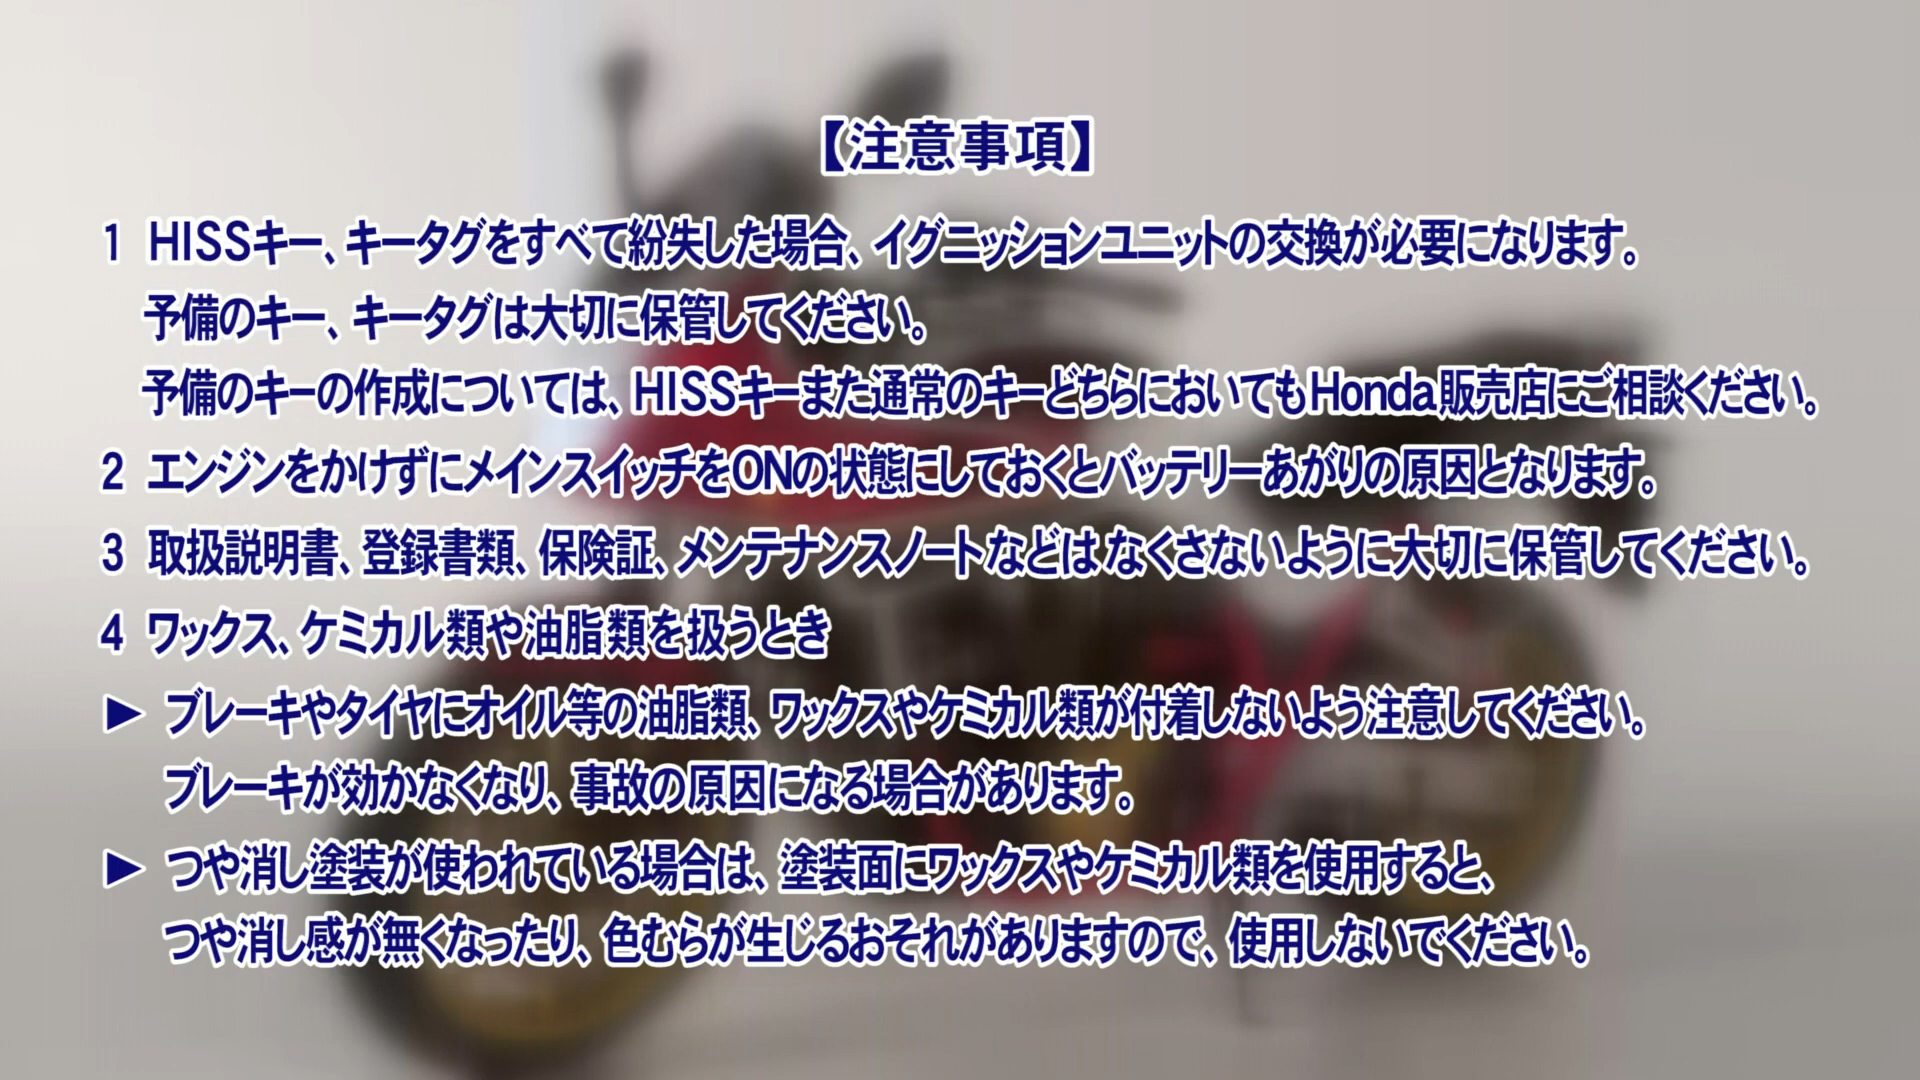 【注意事項】
1 HISSキー、キータグをすべて紛失した場合、イグニッションユニットの交換が必要になります。
予備のキー、キータグは大切に保管してください。
予備のキーの作成については、HISSキーまた通常のキーどちらにおいてもHonda販売店にご相談ください。
2 エンジンをかけずにメインスイッチをONの状態にしておくとバッテリーあがりの原因となります。
3 取扱説明書、登録書類、保険証、メンテナンスノートなどはなくさないように大切に保管してください。
4 ワックス、ケミカル類や油脂類を扱うとき
▶ ブレーキやタイヤにオイル等の油脂類、ワックスやケミカル類が付着しないよう注意してください。
ブレーキが効かなくなり、事故の原因になる場合があります。
▶ つや消し塗装が使われている場合は、塗装面にワックスやケミカル類を使用すると、
つや消し感が無くなったり、色むらが生じるおそれがありますので、使用しないでください。